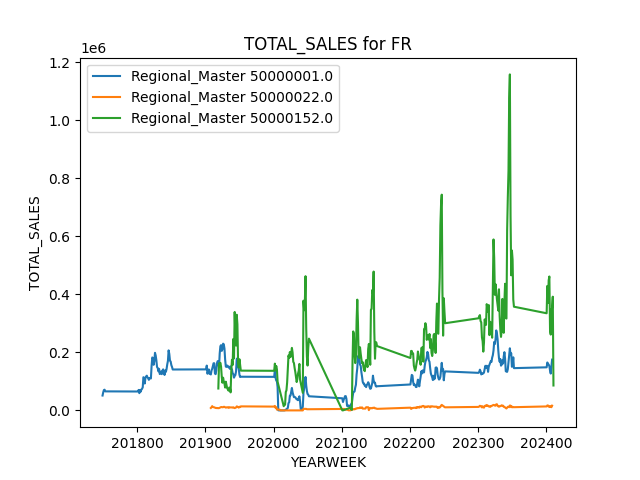 TOTAL_SALES for FR
1e6
1.2
1.0
0.8
0.6
0.4
0.2
0.0
TOTAL_SALES
Regional_Master 50000001.0
Regional_Master 50000022.0
Regional_Master 50000152.0
201800 201900 202000 202100 202200 202300 202400
YEARWEEK